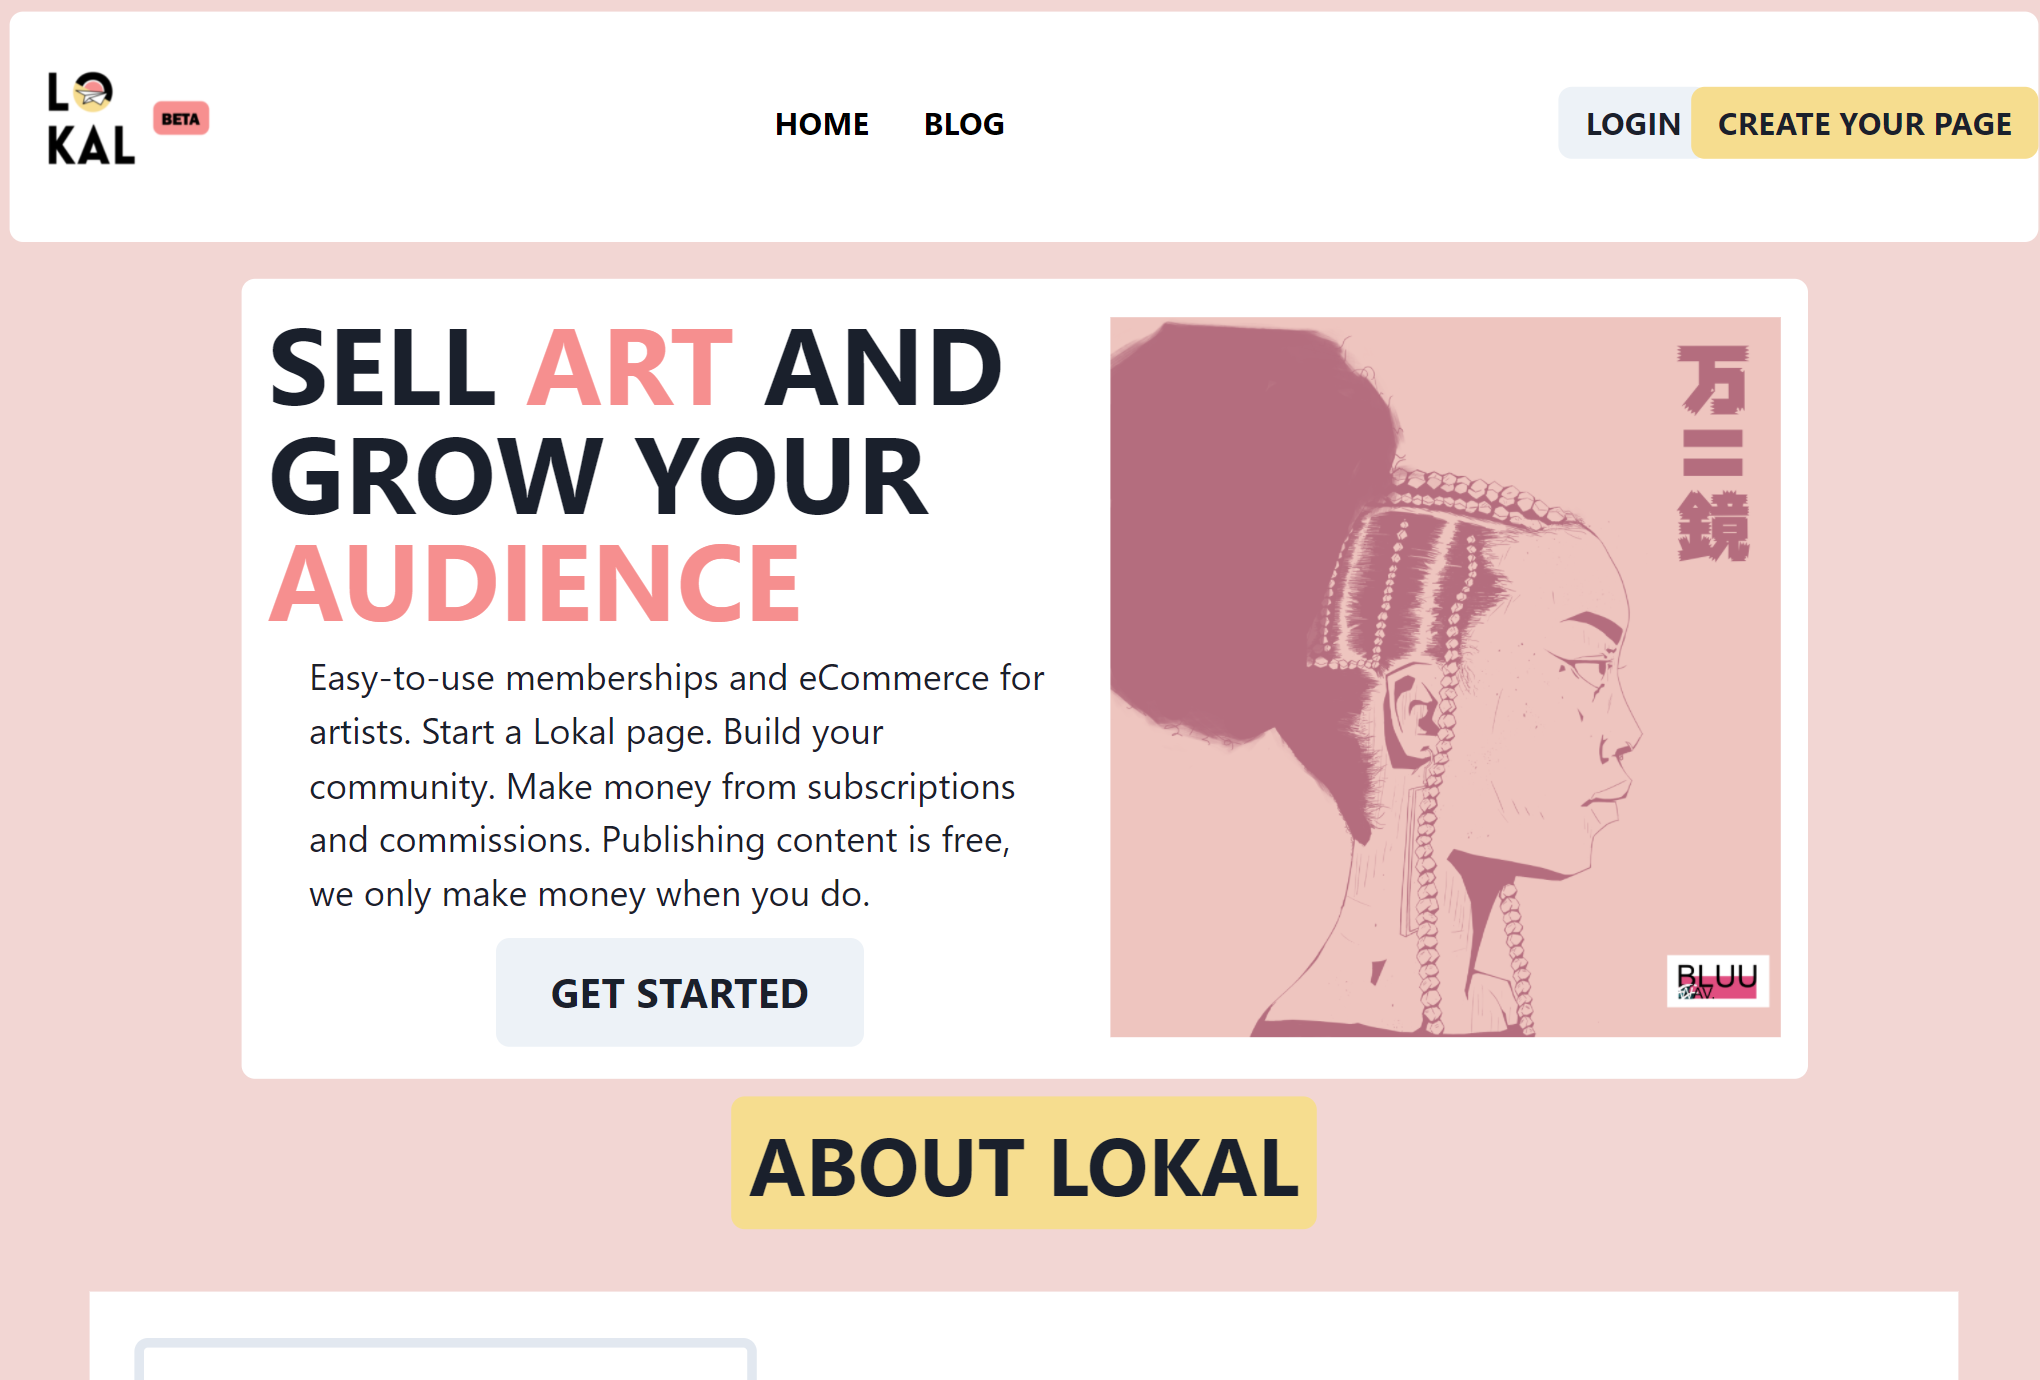 LO
KAL
BETA
HOME
BLOG
LOGIN
CREATE YOUR PAGE
SELL ART AND
GROW YOUR
AUDIENCE
Easy-to-use memberships and eCommerce for
artists. Start a Lokal page. Build your
community. Make money from subscriptions
and commissions. Publishing content is free,
we only make money when you do.
GET STARTED
万
二
鏡
BLUU
ABOUT LOKAL